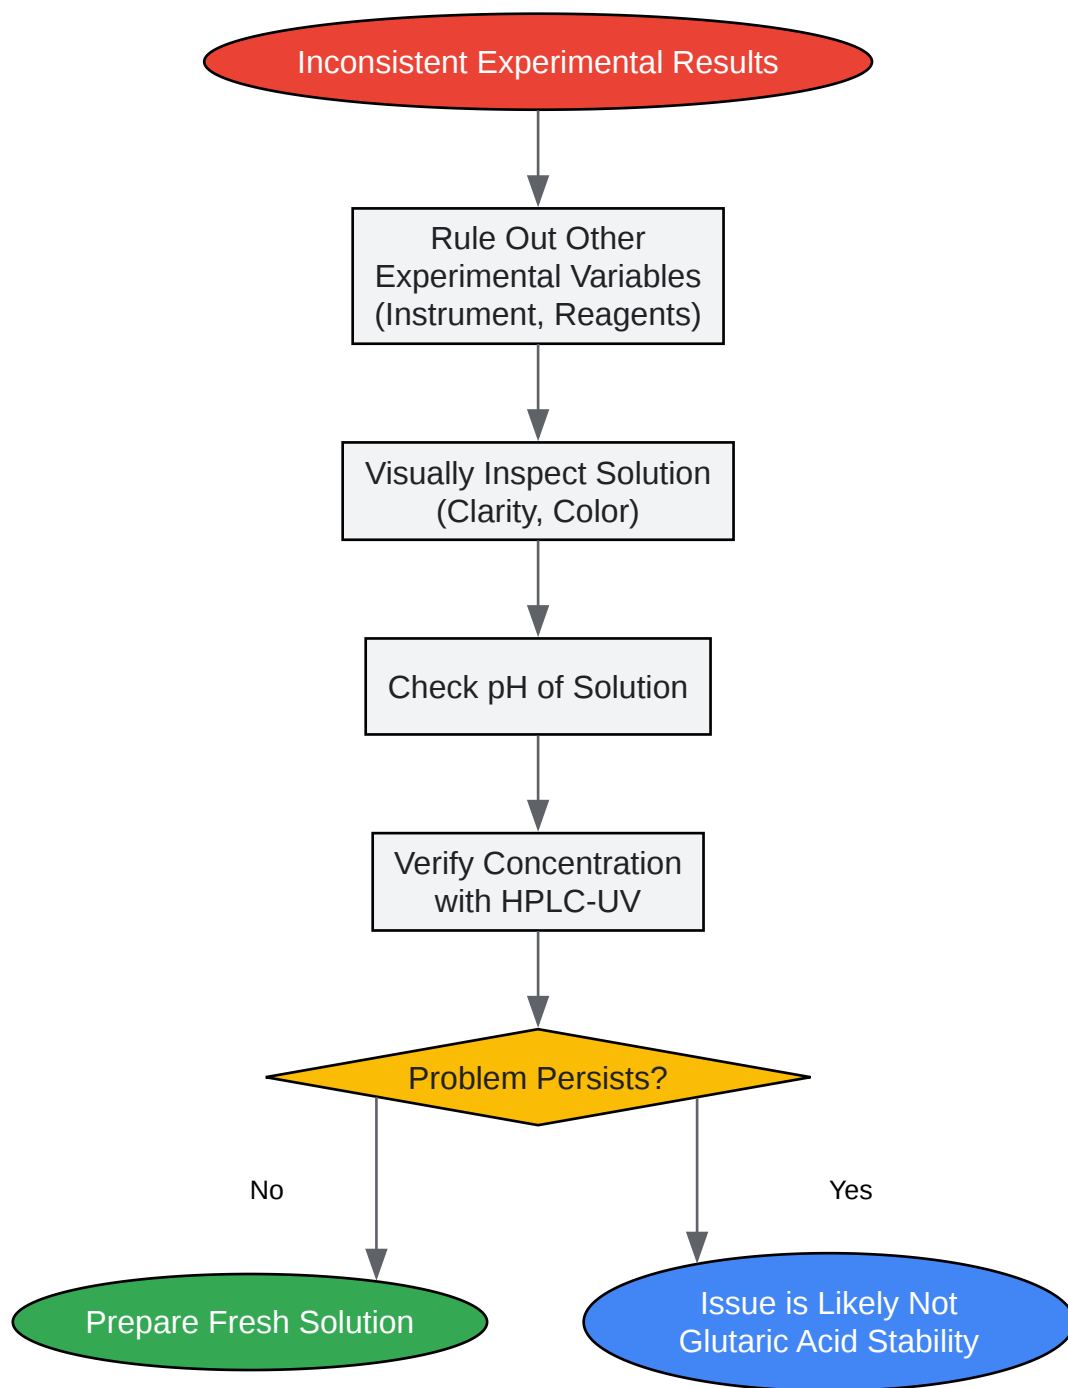 Inconsistent Experimental Results
Rule Out Other
Experimental Variables
(Instrument, Reagents)
Visually Inspect Solution
(Clarity, Color)
Check pH of Solution
Verify Concentration
with HPLC-UV
Problem Persists?
No
Yes
Prepare Fresh Solution
Issue is Likely Not
Glutaric Acid Stability